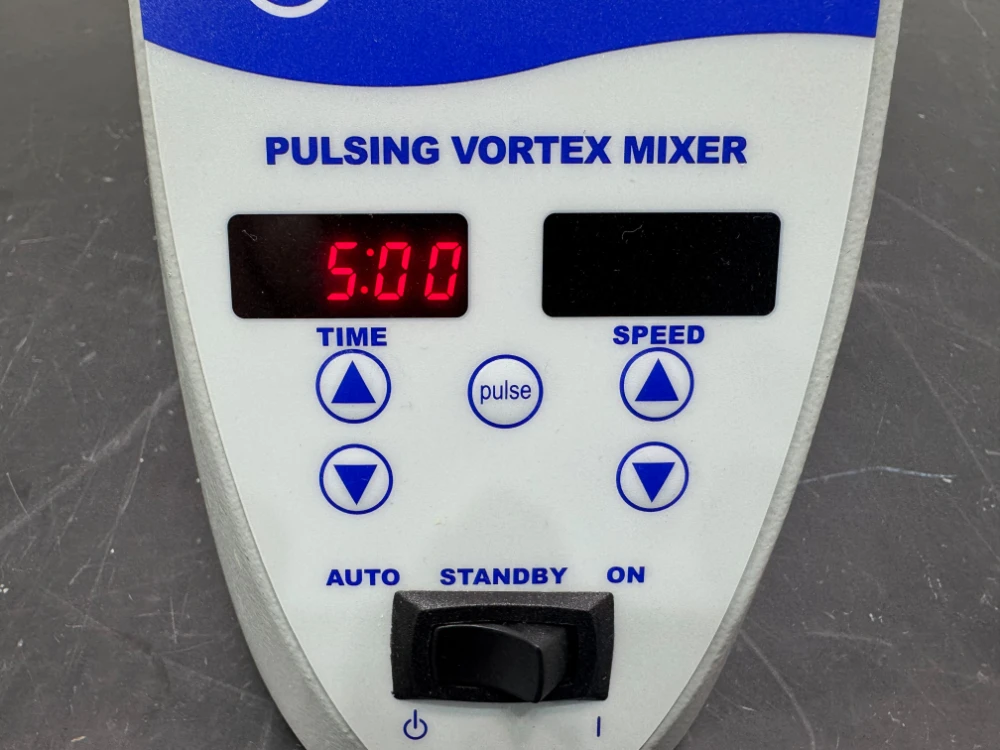 PULSING VORTEX MIXER
5:00
TIME
SPEED
pulse
AUTO STANDBY ON